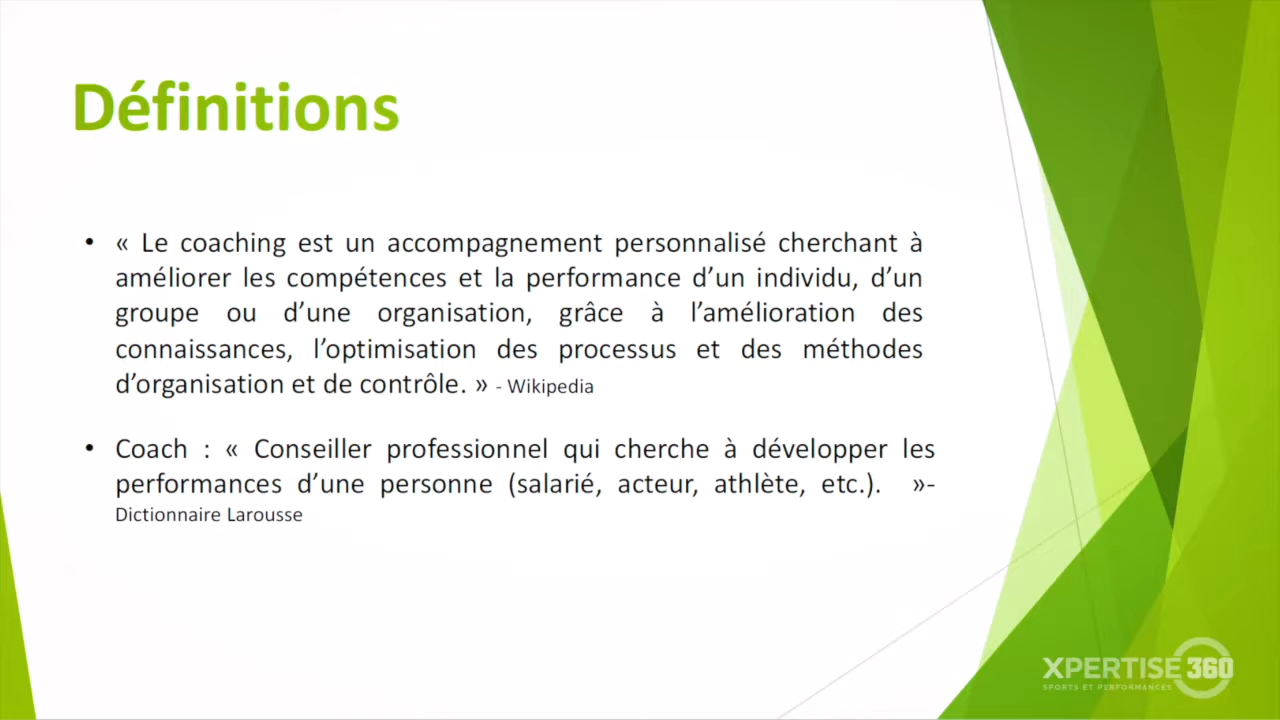 Définitions
• « Le coaching est un accompagnement personnalisé cherchant à
améliorer les compétences et la performance d’un individu, d’un
groupe ou d’une organisation, grâce à l’amélioration des
connaissances, l’optimisation des processus et des méthodes
d’organisation et de contrôle. » - Wikipedia
• Coach : « Conseiller professionnel qui cherche à développer les
performances d’une personne (salarié, acteur, athlète, etc.). »-
Dictionnaire Larousse
XPERTISE 360
SPORTS ET PERFORMANCES